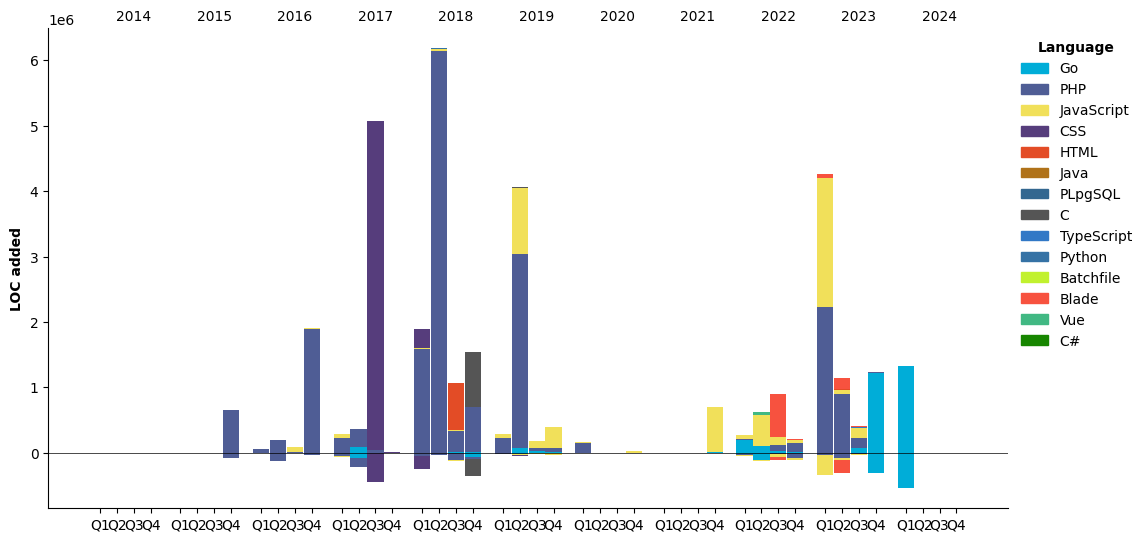 1e6
2014 2015 2016 2017 2018 2019 2020 2021 2022 2023 2024
LOC added
6
5
4
3
2
1
0
Q1Q2Q3Q4 Q1Q2Q3Q4 Q1Q2Q3Q4 Q1Q2Q3Q4 Q1Q2Q3Q4 Q1Q2Q3Q4 Q1Q2Q3Q4 Q1Q2Q3Q4 Q1Q2Q3Q4 Q1Q2Q3Q4 Q1Q2Q3Q4
Language
Go
PHP
JavaScript
CSS
HTML
Java
PLpgSQL
C
TypeScript
Python
Batchfile
Blade
Vue
C#